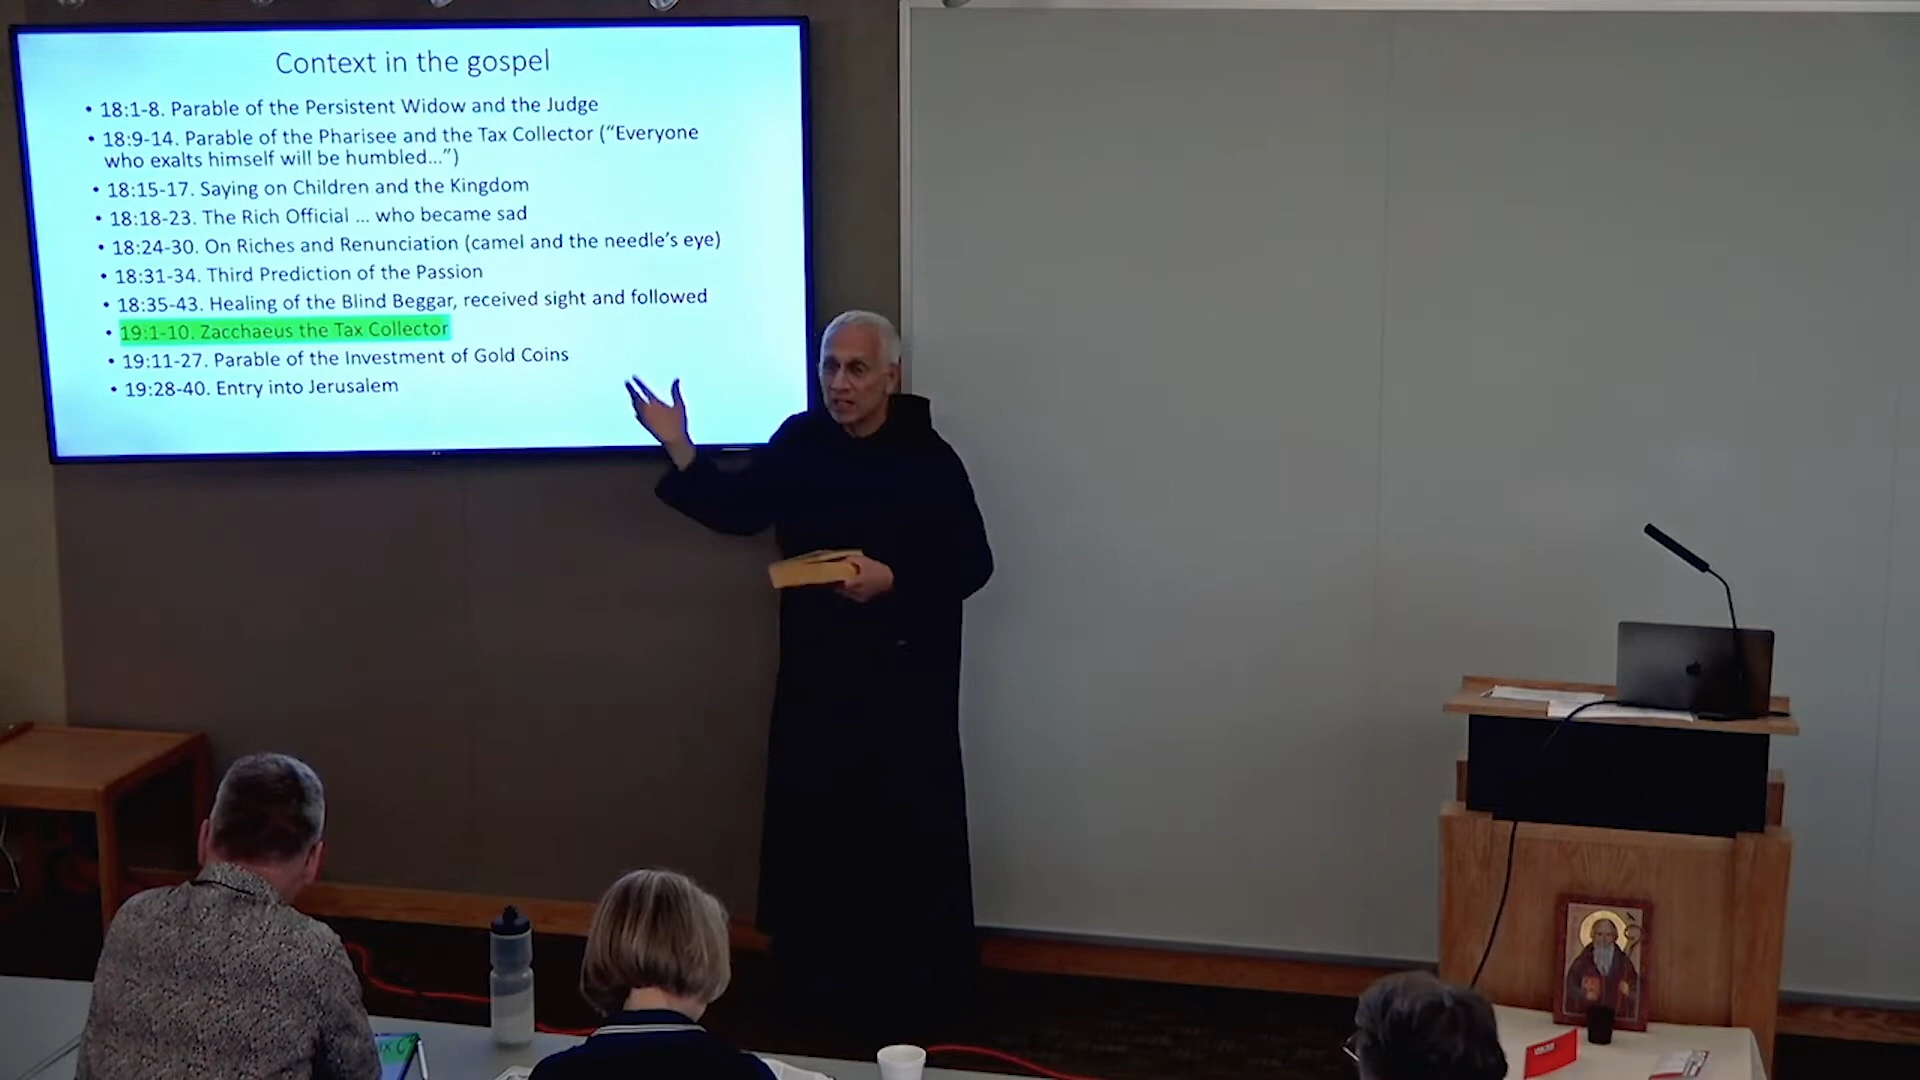 Context in the gospel
• 18:1-8. Parable of the Persistent Widow and the Judge
• 18:9-14. Parable of the Pharisee and the Tax Collector (“Everyone
who exalts himself will be humbled...”)
• 18:15-17. Saying on Children and the Kingdom
• 18:18-23. The Rich Official ... who became sad
• 18:24-30. On Riches and Renunciation (camel and the needle’s eye)
• 18:31-34. Third Prediction of the Passion
• 18:35-43. Healing of the Blind Beggar, received sight and followed
• 19:1-10. Zacchaeus the Tax Collector
• 19:11-27. Parable of the Investment of Gold Coins
• 19:28-40. Entry into Jerusalem